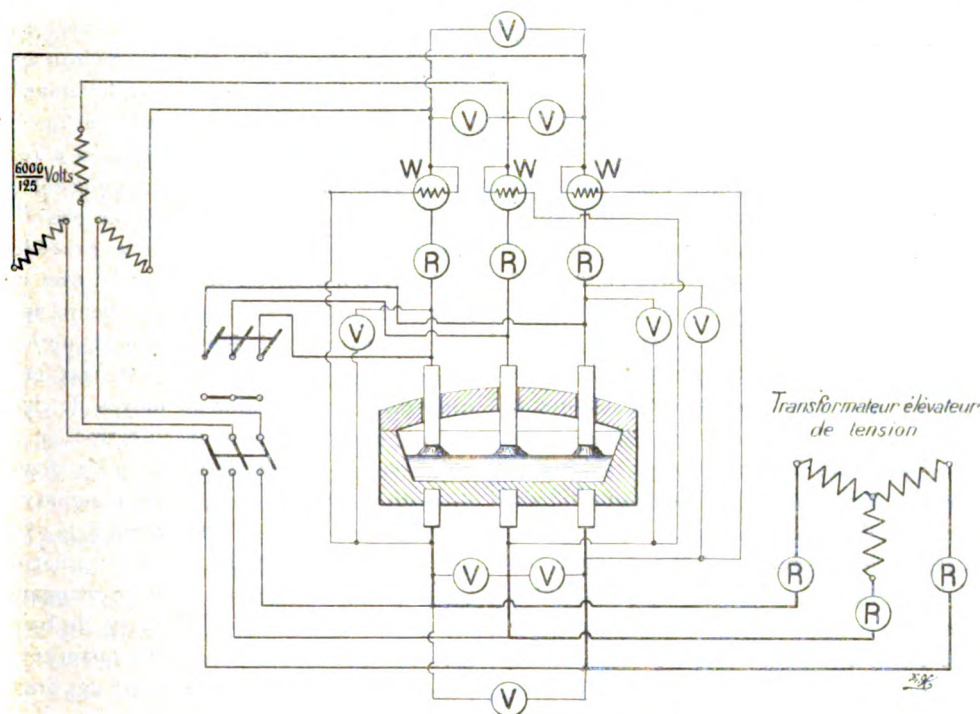 V
V V
W W W
6000
125 Volts
R R R
V V V
Transformateur élévateur
de tension
V V
R R
R
V